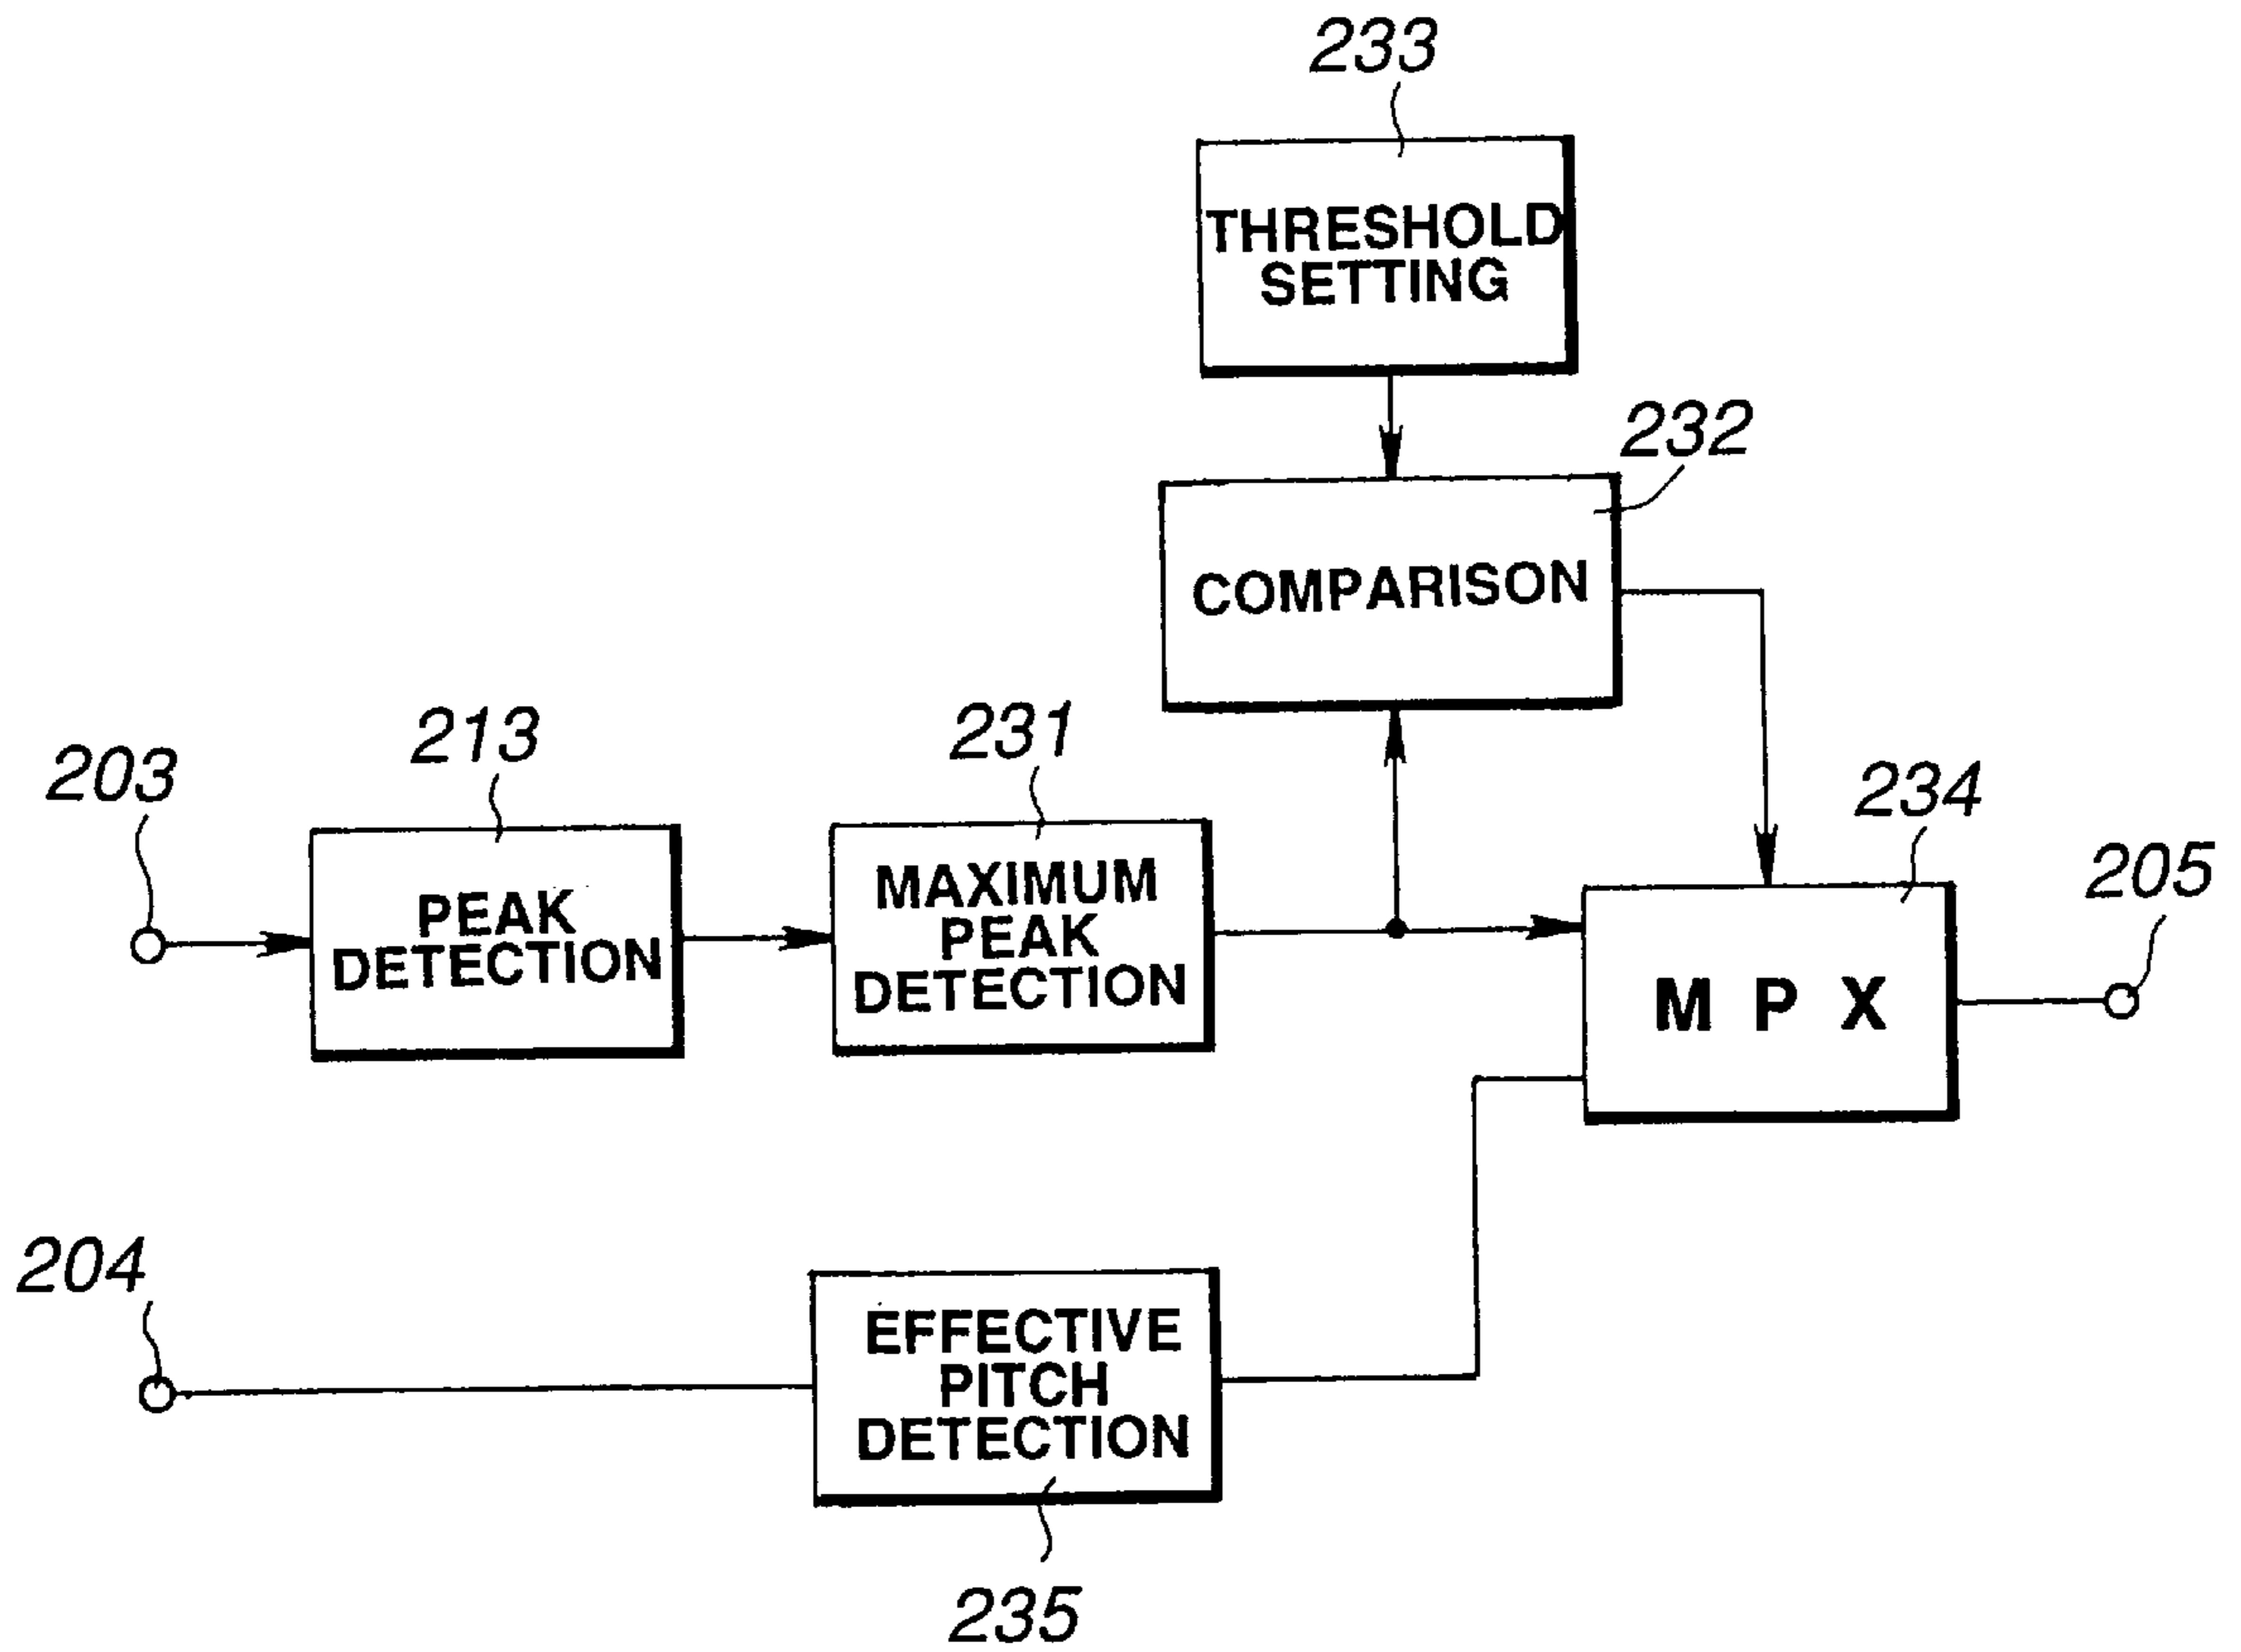 233
THRESHOLD
SETTING
232
COMPARISON
213
231
203
234
205
PEAK
DETECTION
MAXIMUM
PEAK
DETECTION
M P X
204
EFFECTIVE
PITCH
DETECTION
235